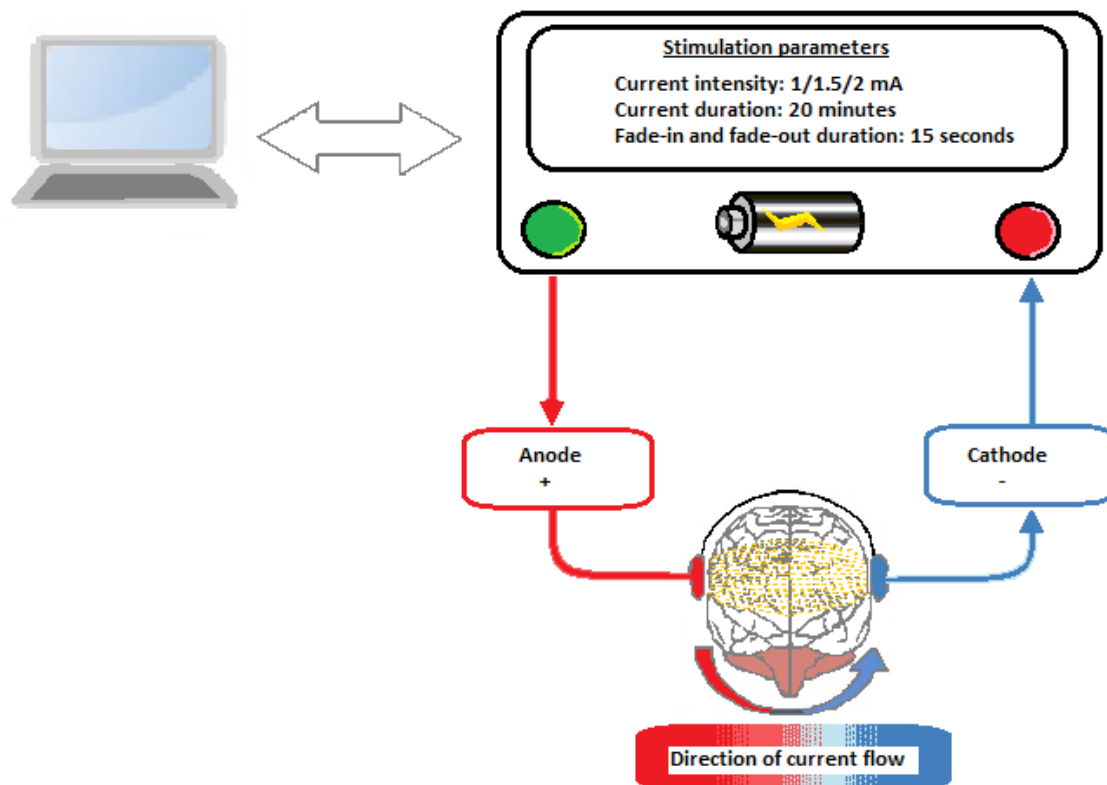 Stimulation parameters
Current intensity: 1/1.5/2 mA
Current duration: 20 minutes
Fade-in and fade-out duration: 15 seconds
Anode
+
Cathode
-
Direction of current flow